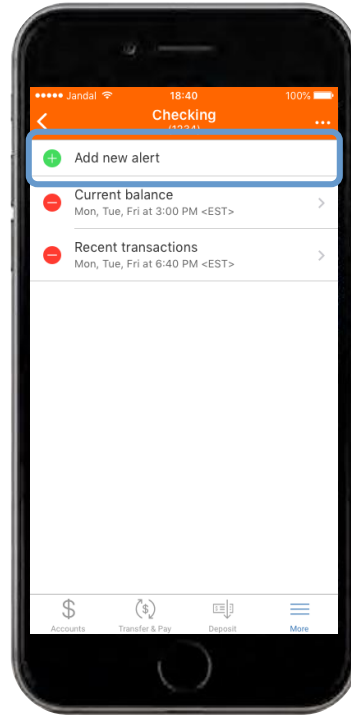 Jandal 18:40 100%
Checking
(1234)
Add new alert
Current balance
Mon, Tue, Fri at 3:00 PM <EST>
Recent transactions
Mon, Tue, Fri at 6:40 PM <EST>
Accounts Transfer & Pay Deposit More